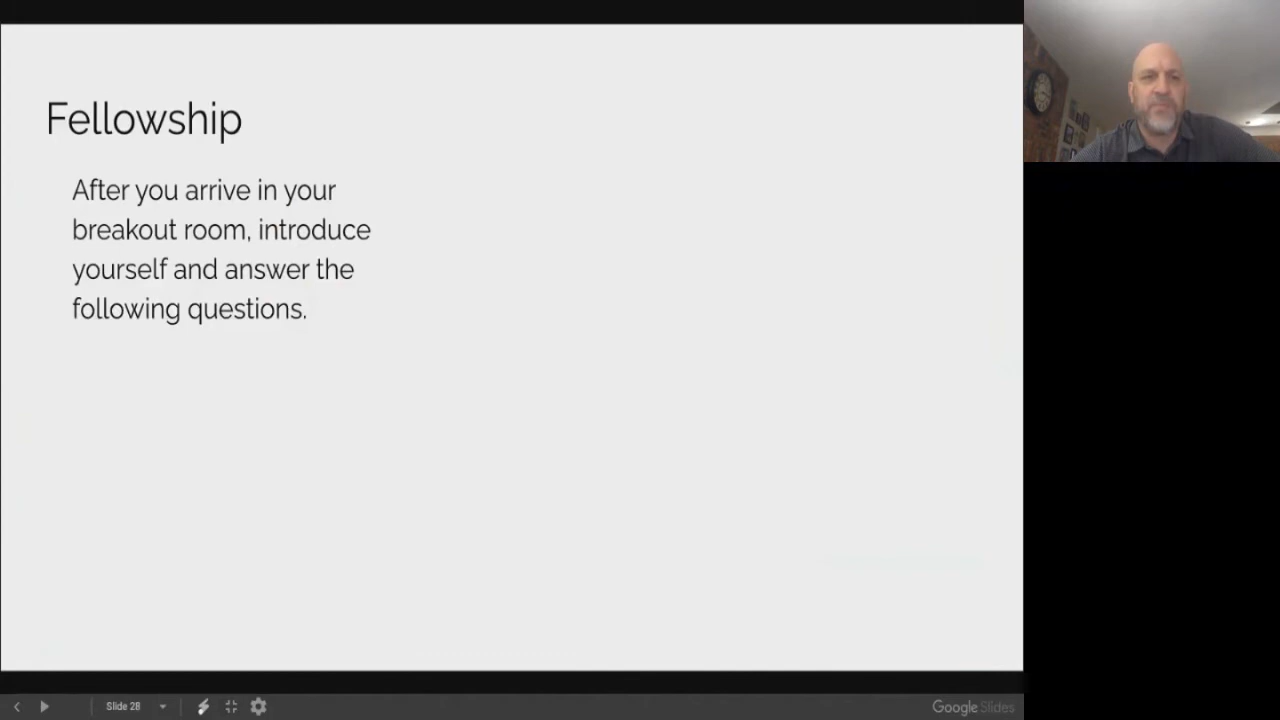 Fellowship
After you arrive in your
breakout room, introduce
yourself and answer the
following questions.
Slide 28
Google Slides